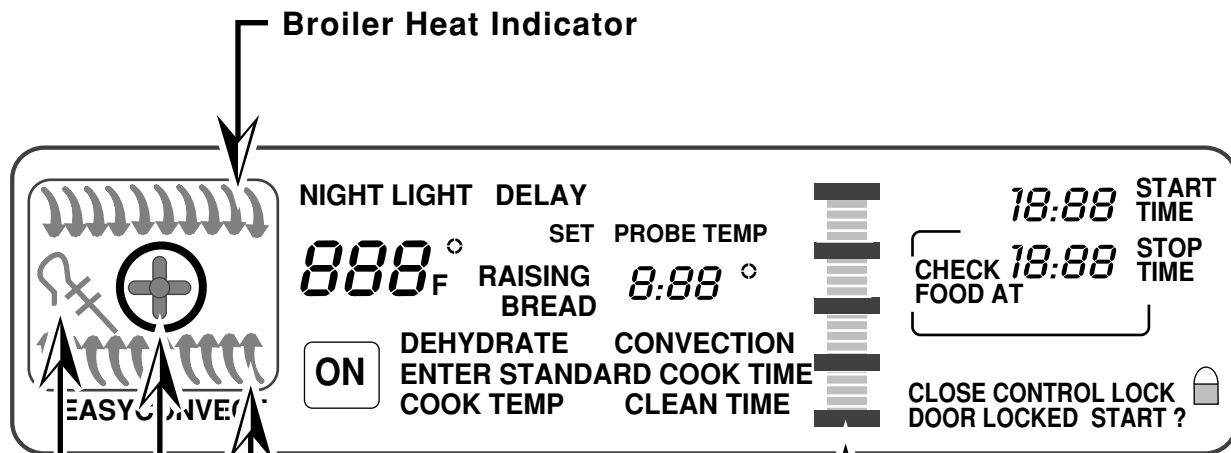 Broiler Heat Indicator
NIGHT LIGHT DELAY
SET PROBE TEMP
888°F
RAISING BREAD
8:88 °
ON
DEHYDRATE CONVECTION
ENTER STANDARD COOK TIME
COOK TEMP CLEAN TIME
EASYCONVECT
18:88 START TIME
CHECK FOOD AT
18:88 STOP TIME
CLOSE CONTROL LOCK
DOOR LOCKED START ?